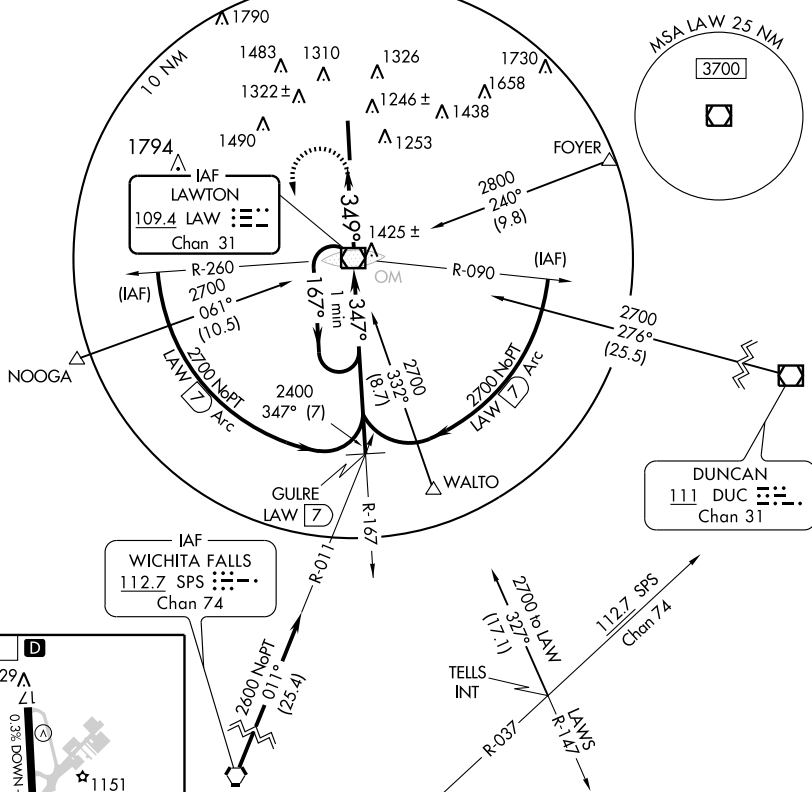 1790
10 NM
1483
1310
1326
1730
1322 ±
1246 ±
1658
1438
1490
1253
1794
MSA LAW 25 NM
3700
FOYER
2800
240°
(9.8)
IAF
LAWTON
109.4 LAW
Chan 31
349°
1425 ±
OM
R-260
R-090
(IAF)
(IAF)
2700
061°
(10.5)
NOOGA
167°
1 min
347°
2700
276°
(25.5)
2700 NoPT
LAW 7 Arc
2700
332°
(8.7)
2700 NoPT
LAW 7 Arc
2400
347° (7)
GULRE
LAW 7
WALTO
DUNCAN
111 DUC
Chan 31
R-167
R-011
IAF
WICHITA FALLS
112.7 SPS
Chan 74
2600 NoPT
011°
(25.4)
2700 to LAW
327°
(17.1)
112.7 SPS
Chan 74
TELLS
INT
R-037
LAWS
R-147
D
29
17
0.3% DOWN
V
1151